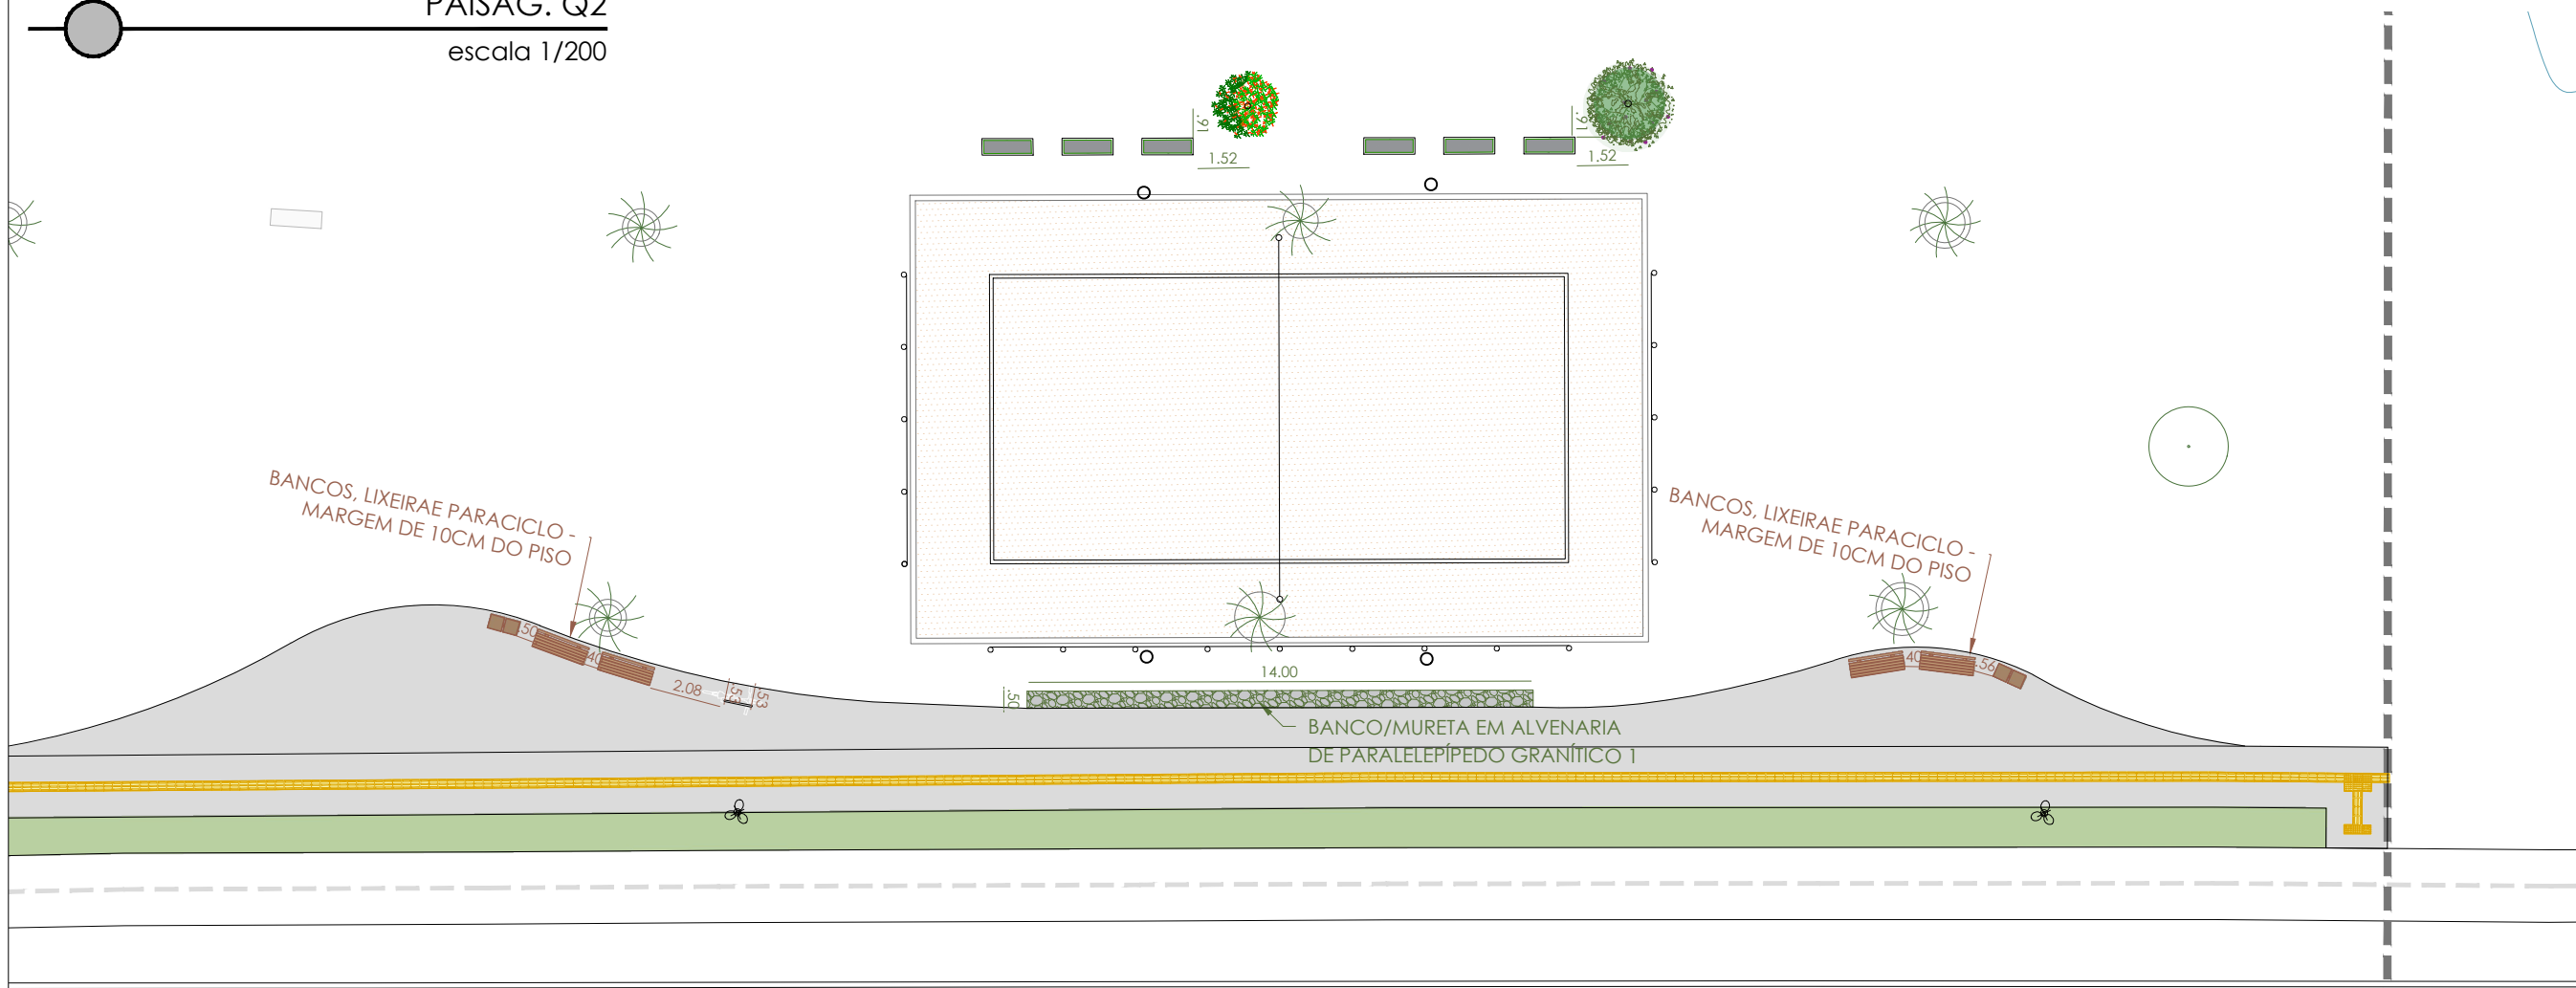 PAISAG. Q2
escala 1/200
.91
1.52
.91
1.52
BANCOS, LIXEIRAE PARACICLO -
MARGEM DE 10CM DO PISO
BANCOS, LIXEIRAE PARACICLO -
MARGEM DE 10CM DO PISO
.50
.40
2.08
.53
.53
14.00
.50
BANCO/MURETA EM ALVENARIA
DE PARALELEPÍPEDO GRANÍTICO 1
.40
.56